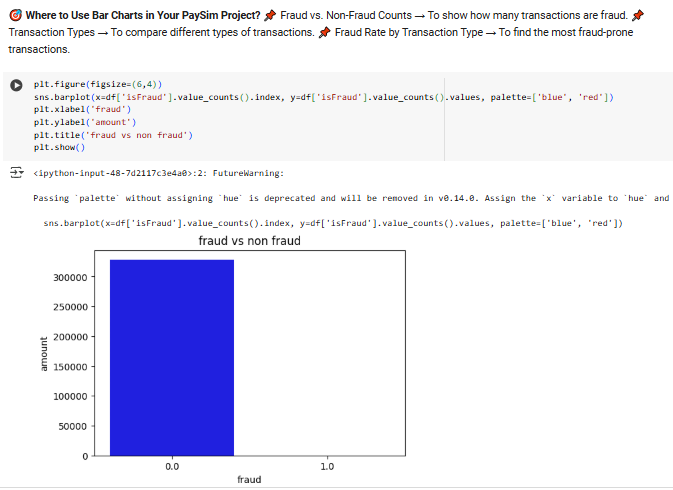 🎯 Where to Use Bar Charts in Your PaySim Project? 📌 Fraud vs. Non-Fraud Counts → To show how many transactions are fraud. 📌
Transaction Types → To compare different types of transactions. 📌 Fraud Rate by Transaction Type → To find the most fraud-prone
transactions.
plt.figure(figsize=(6,4))
sns.barplot(x=df['isFraud'].value_counts().index, y=df['isFraud'].value_counts().values, palette=['blue', 'red'])
plt.xlabel('fraud')
plt.ylabel('amount')
plt.title('fraud vs non fraud')
plt.show()
<ipython-input-48-7d2117c3e4a0>:2: FutureWarning:
Passing `palette` without assigning `hue` is deprecated and will be removed in v0.14.0. Assign the `x` variable to `hue` and
sns.barplot(x=df['isFraud'].value_counts().index, y=df['isFraud'].value_counts().values, palette=['blue', 'red'])
fraud vs non fraud
300000
250000
200000
150000
100000
50000
0
amount
0.0 1.0
fraud